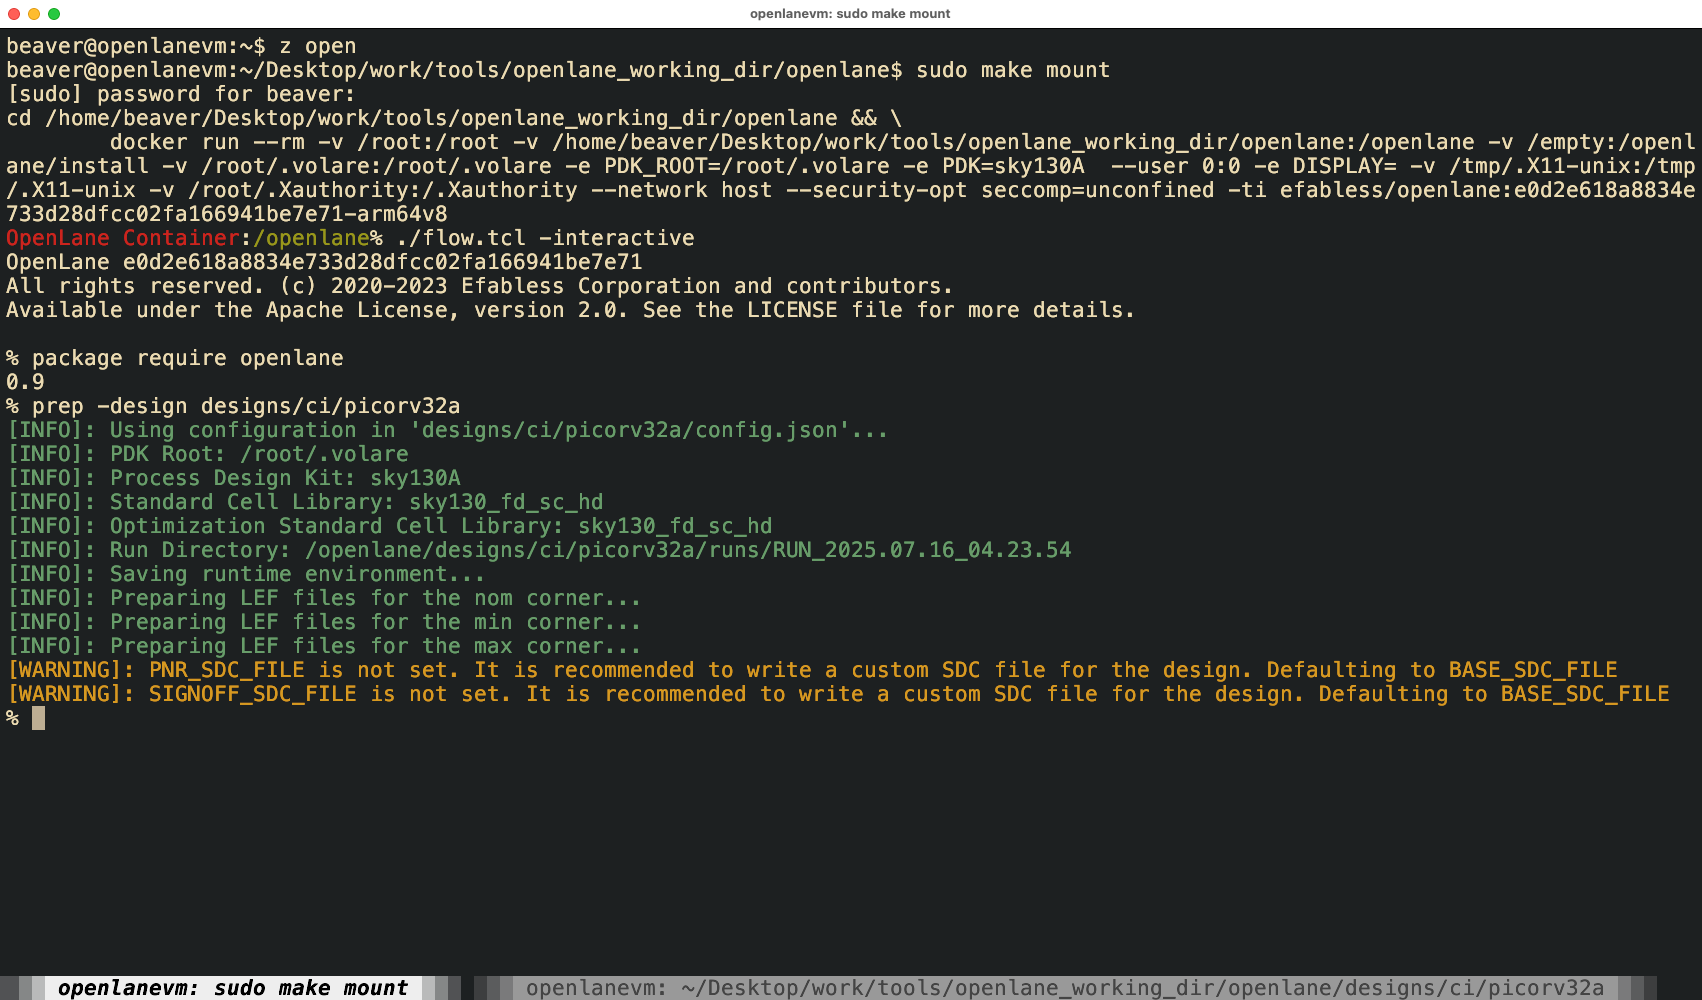 openlanevm: sudo make mount
beaver@openlanevm:~$ z open
beaver@openlanevm:~/Desktop/work/tools/openlane_working_dir/openlane$ sudo make mount
[sudo] password for beaver:
cd /home/beaver/Desktop/work/tools/openlane_working_dir/openlane && \
        docker run --rm -v /root:/root -v /home/beaver/Desktop/work/tools/openlane_working_dir/openlane:/openlane -v /empty:/openl
ane/install -v /root/.volare:/root/.volare -e PDK_ROOT=/root/.volare -e PDK=sky130A  --user 0:0 -e DISPLAY= -v /tmp/.X11-unix:/tmp
/.X11-unix -v /root/.Xauthority:/.Xauthority --network host --security-opt seccomp=unconfined -ti efabless/openlane:e0d2e618a8834e
733d28dfcc02fa166941be7e71-arm64v8
OpenLane Container:/openlane% ./flow.tcl -interactive
OpenLane e0d2e618a8834e733d28dfcc02fa166941be7e71
All rights reserved. (c) 2020-2023 Efabless Corporation and contributors.
Available under the Apache License, version 2.0. See the LICENSE file for more details.
% package require openlane
0.9
% prep -design designs/ci/picorv32a
[INFO]: Using configuration in 'designs/ci/picorv32a/config.json'...
[INFO]: PDK Root: /root/.volare
[INFO]: Process Design Kit: sky130A
[INFO]: Standard Cell Library: sky130_fd_sc_hd
[INFO]: Optimization Standard Cell Library: sky130_fd_sc_hd
[INFO]: Run Directory: /openlane/designs/ci/picorv32a/runs/RUN_2025.07.16_04.23.54
[INFO]: Saving runtime environment...
[INFO]: Preparing LEF files for the nom corner...
[INFO]: Preparing LEF files for the min corner...
[INFO]: Preparing LEF files for the max corner...
[WARNING]: PNR_SDC_FILE is not set. It is recommended to write a custom SDC file for the design. Defaulting to BASE_SDC_FILE
[WARNING]: SIGNOFF_SDC_FILE is not set. It is recommended to write a custom SDC file for the design. Defaulting to BASE_SDC_FILE
%
openlanevm: sudo make mount openlanevm: ~/Desktop/work/tools/openlane_working_dir/openlane/designs/ci/picorv32a